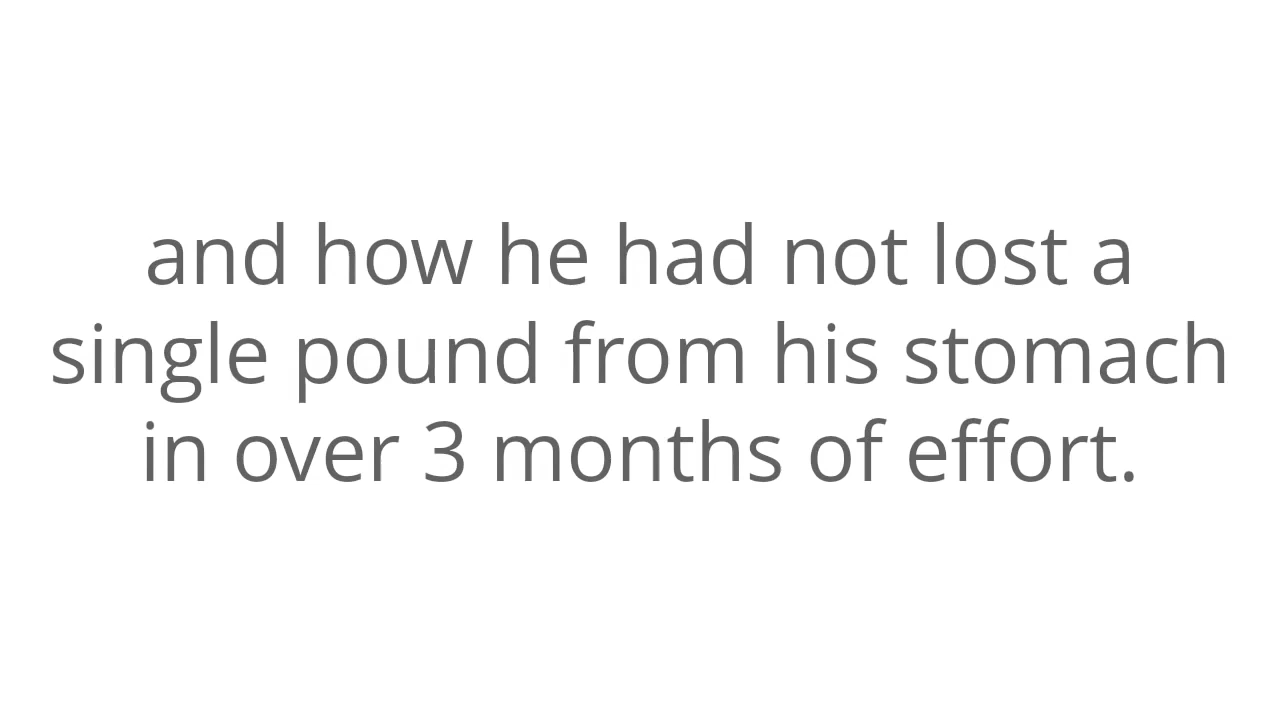 and how he had not lost a
single pound from his stomach
in over 3 months of effort.